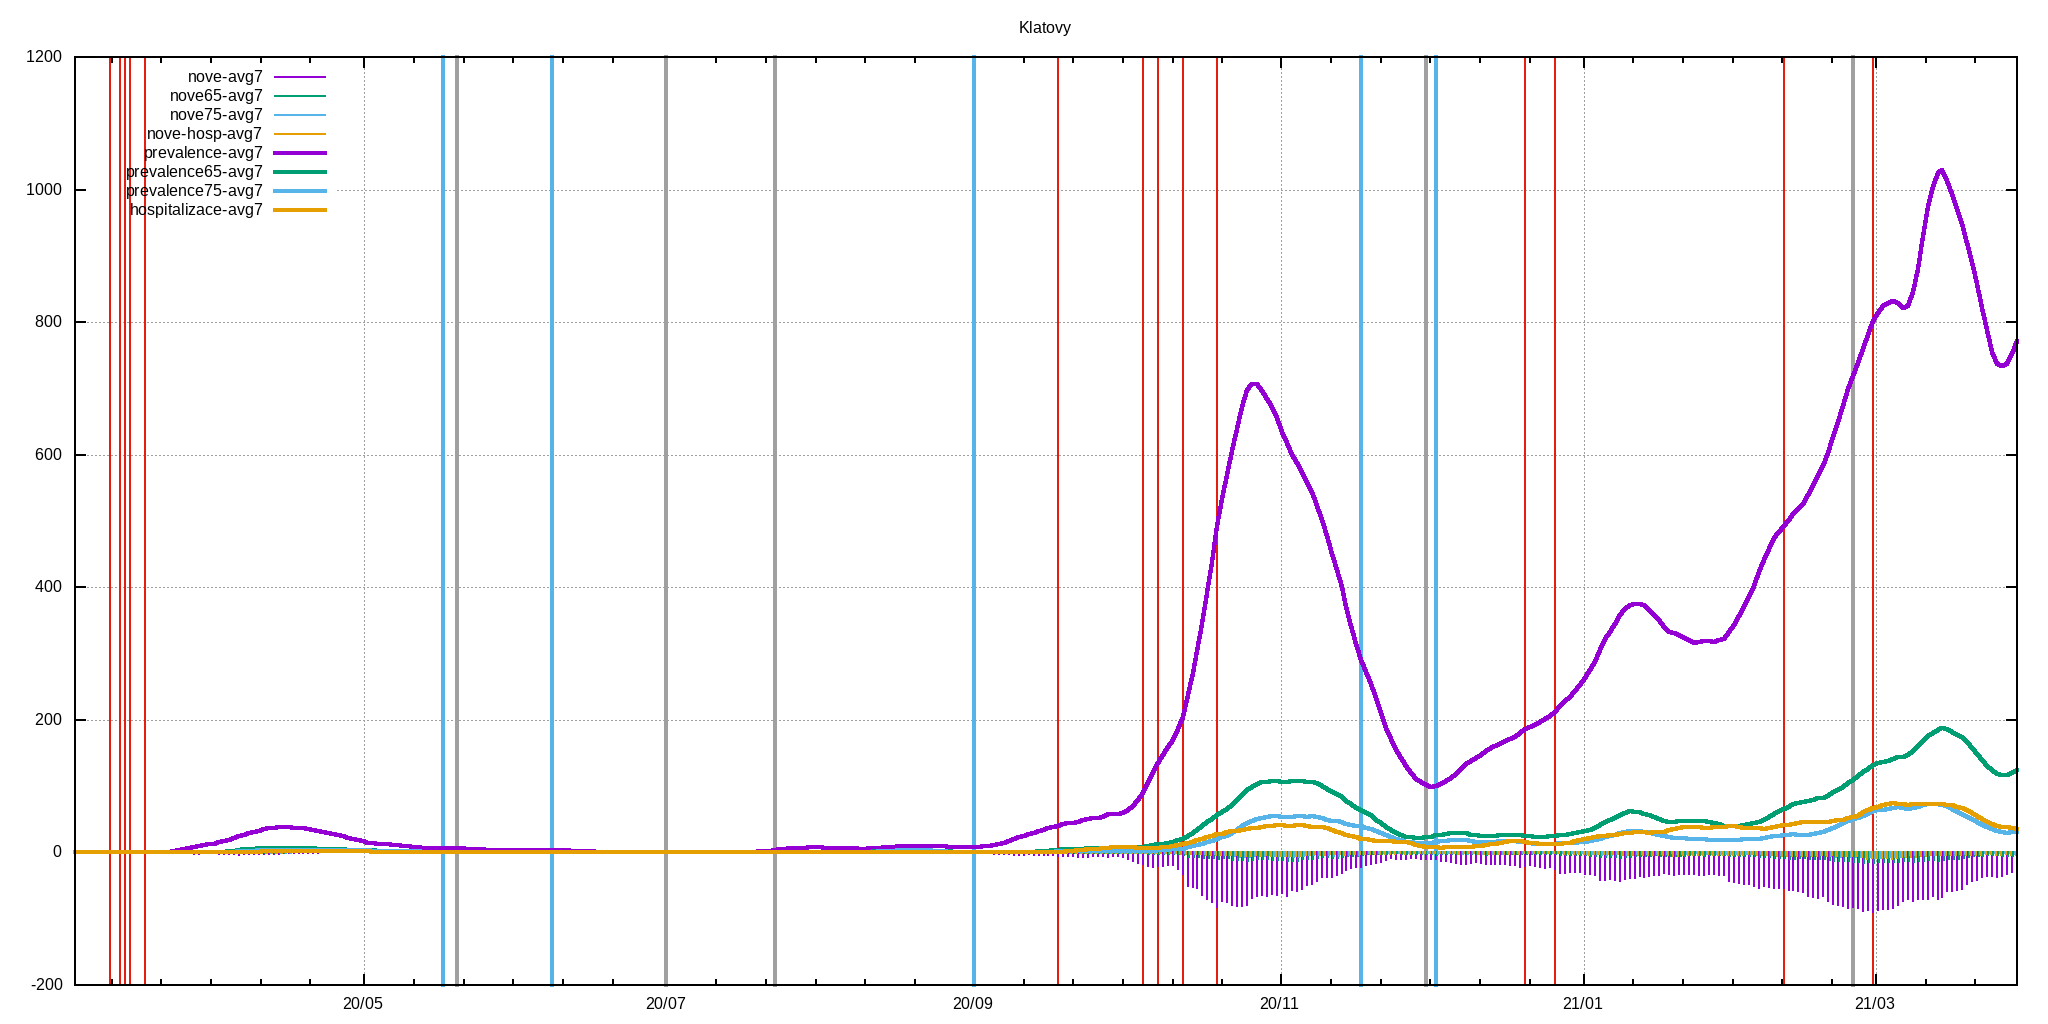 Klatovy
1200
1000
800
600
400
200
0
-200
nove-avg7
nove65-avg7
nove75-avg7
nove-hosp-avg7
prevalence-avg7
prevalence65-avg7
prevalence75-avg7
hospitalizace-avg7
20/05 20/07 20/09 20/11 21/01 21/03